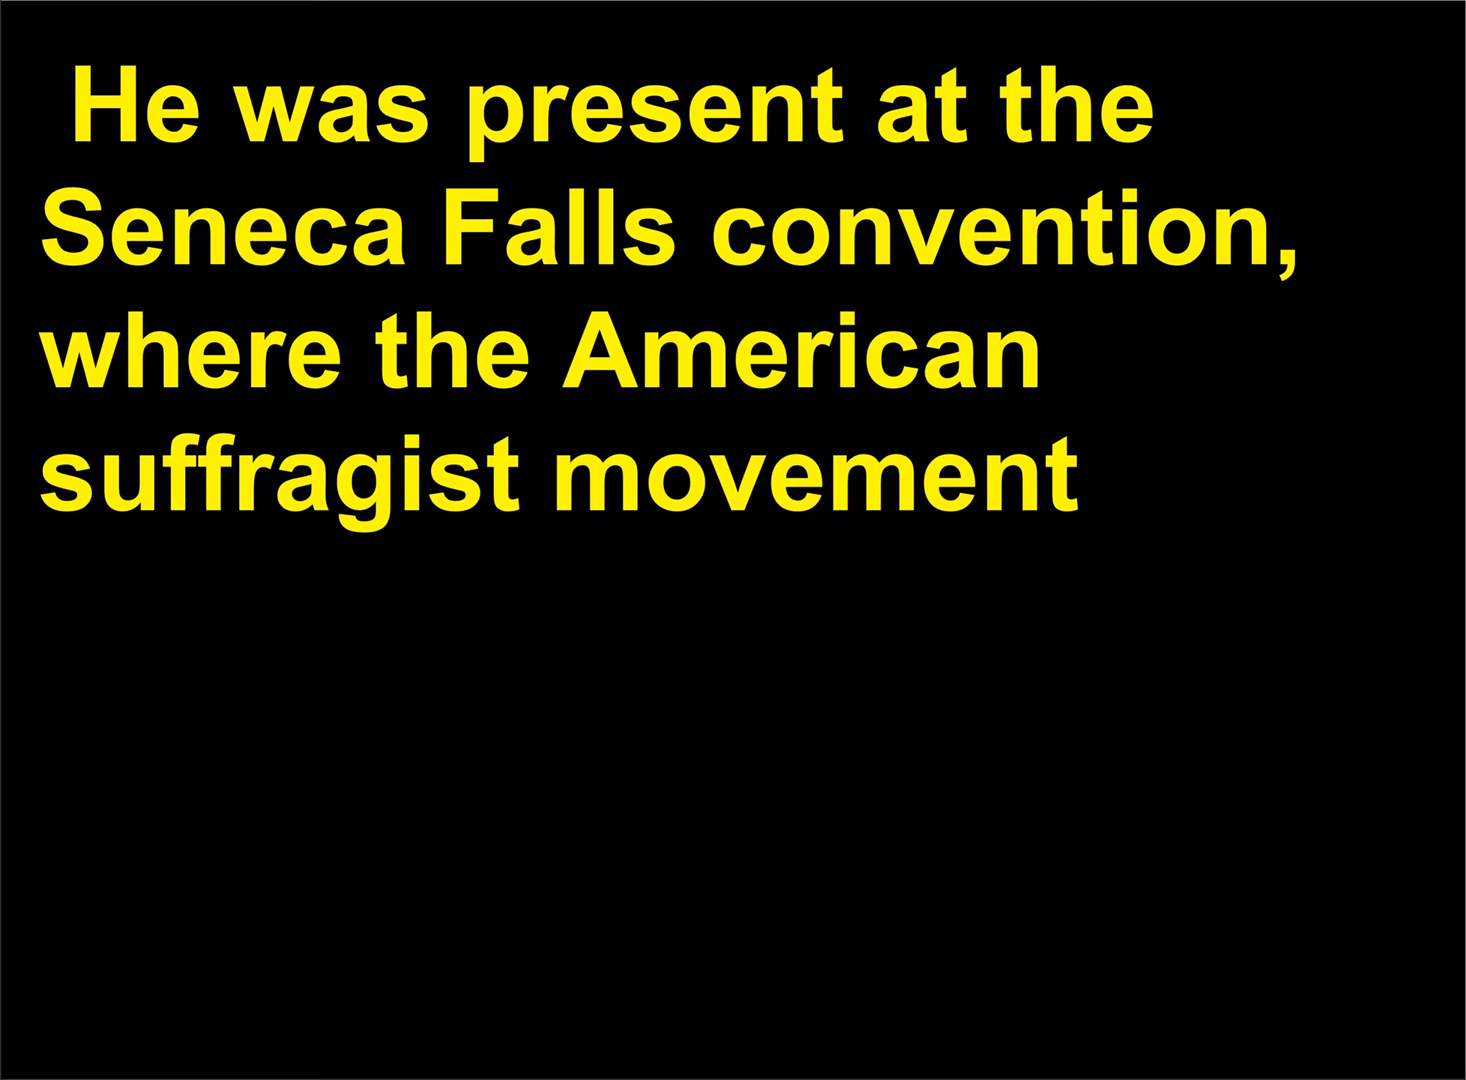 He was present at the
Seneca Falls convention,
where the American
suffragist movement